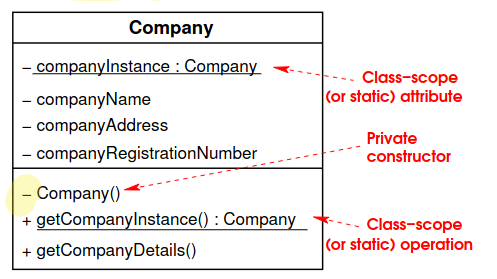 Company
– companyInstance : Company
Class–scope
(or static) attribute
– companyName
– companyAddress
– companyRegistrationNumber
Private
constructor
– Company()
+ getCompanyInstance() : Company
Class–scope
(or static) operation
+ getCompanyDetails()